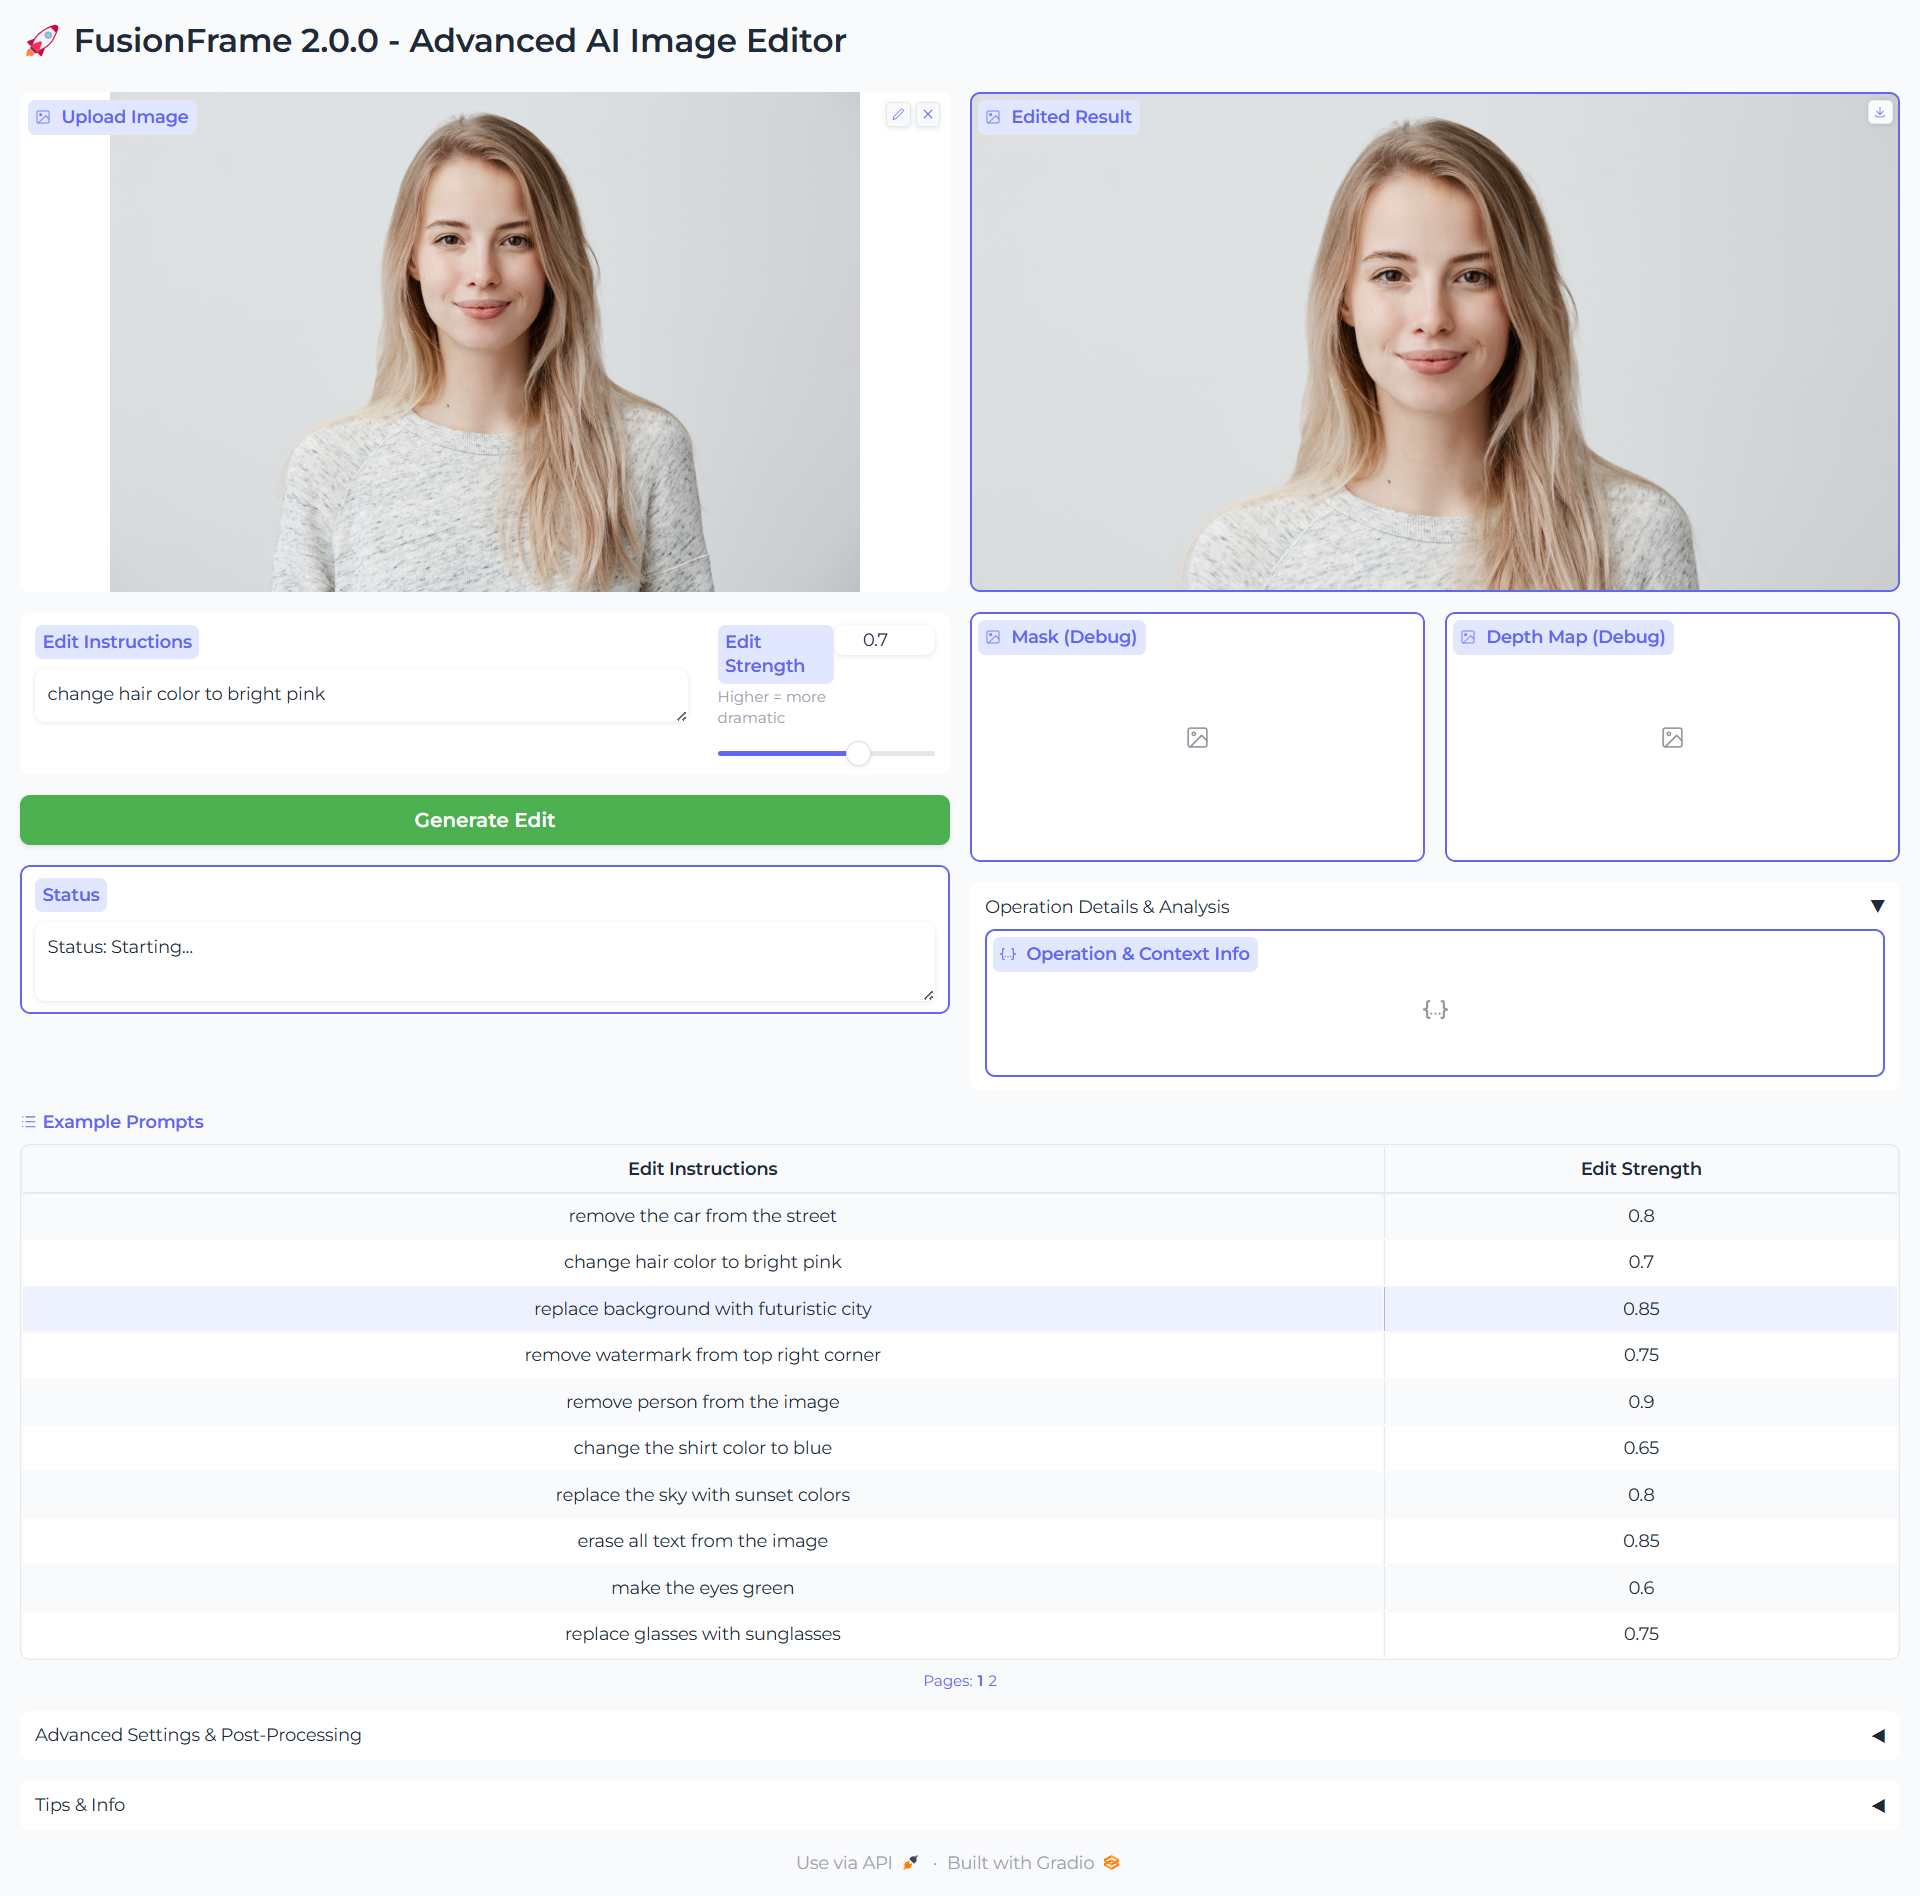 🚀 FusionFrame 2.0.0 - Advanced AI Image Editor
Upload Image
Edited Result
Edit Instructions
change hair color to bright pink
Edit
Strength
0.7
Higher = more
dramatic
Generate Edit
Status
Status: Starting...
Mask (Debug)
Depth Map (Debug)
Operation Details & Analysis
Operation & Context Info
Example Prompts
Edit Instructions Edit Strength
remove the car from the street 0.8
change hair color to bright pink 0.7
replace background with futuristic city 0.85
remove watermark from top right corner 0.75
remove person from the image 0.9
change the shirt color to blue 0.65
replace the sky with sunset colors 0.8
erase all text from the image 0.85
make the eyes green 0.6
replace glasses with sunglasses 0.75
Pages: 1 2
Advanced Settings & Post-Processing
Tips & Info
Use via API · Built with Gradio